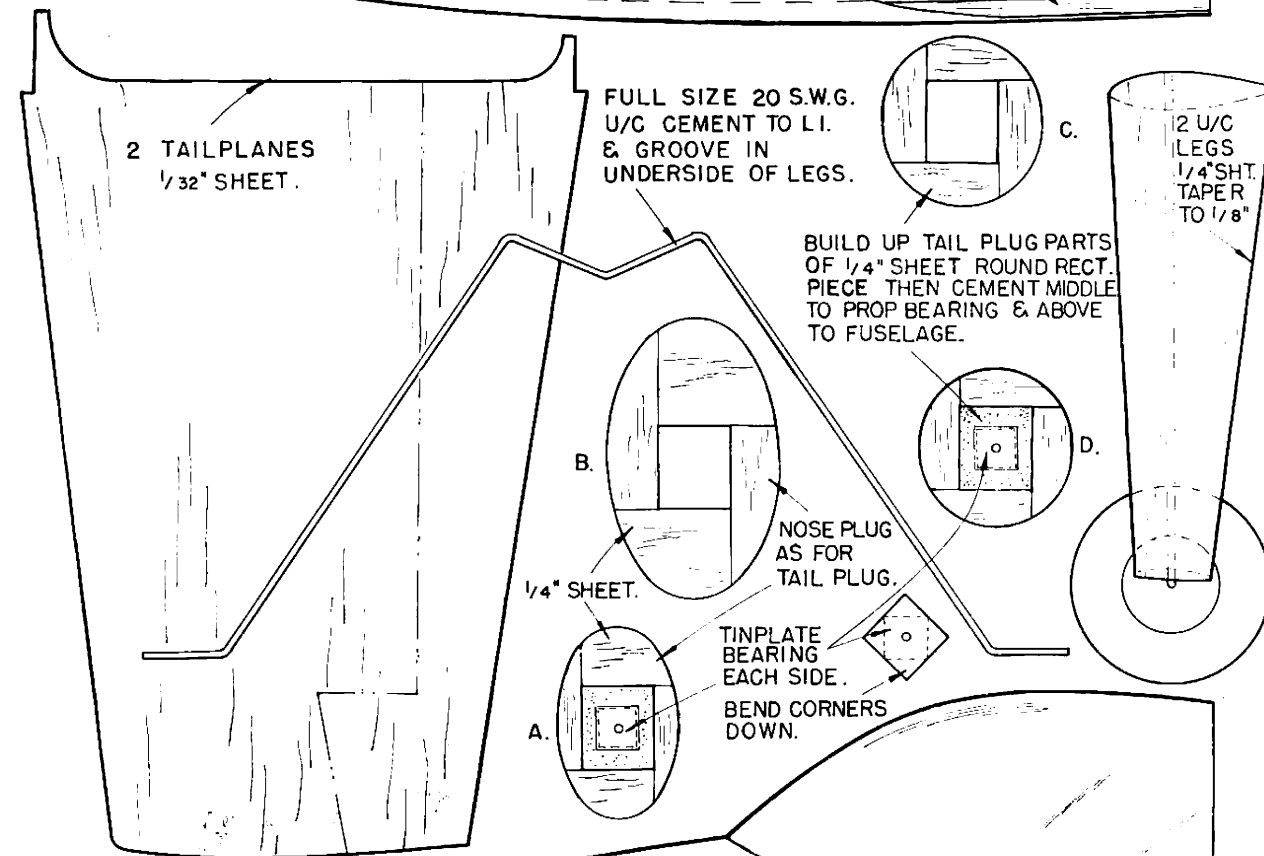 2 TAILPLANES
1/32" SHEET.
FULL SIZE 20 S.W.G.
U/C CEMENT TO L1.
& GROOVE IN
UNDERSIDE OF LEGS.
C.
2 U/C
LEGS
1/4" SHT.
TAPER
TO 1/8"
BUILD UP TAIL PLUG PARTS
OF 1/4" SHEET ROUND RECT.
PIECE THEN CEMENT MIDDLE
TO PROP BEARING & ABOVE
TO FUSELAGE.
B.
D.
NOSE PLUG
AS FOR
TAIL PLUG.
1/4" SHEET.
TINPLATE
BEARING
EACH SIDE.
BEND CORNERS
DOWN.
A.